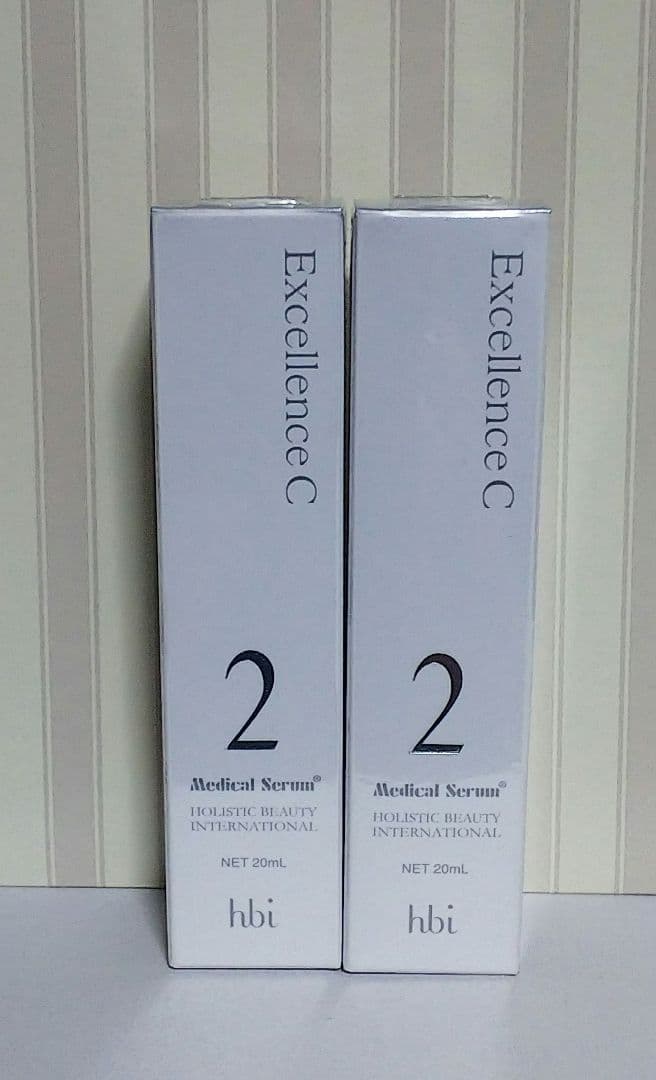 Excellence C
2
Medical Serum®
HOLISTIC BEAUTY
INTERNATIONAL
NET 20mL
hbi
Excellence C
2
Medical Serum®
HOLISTIC BEAUTY
INTERNATIONAL
NET 20mL
hbi